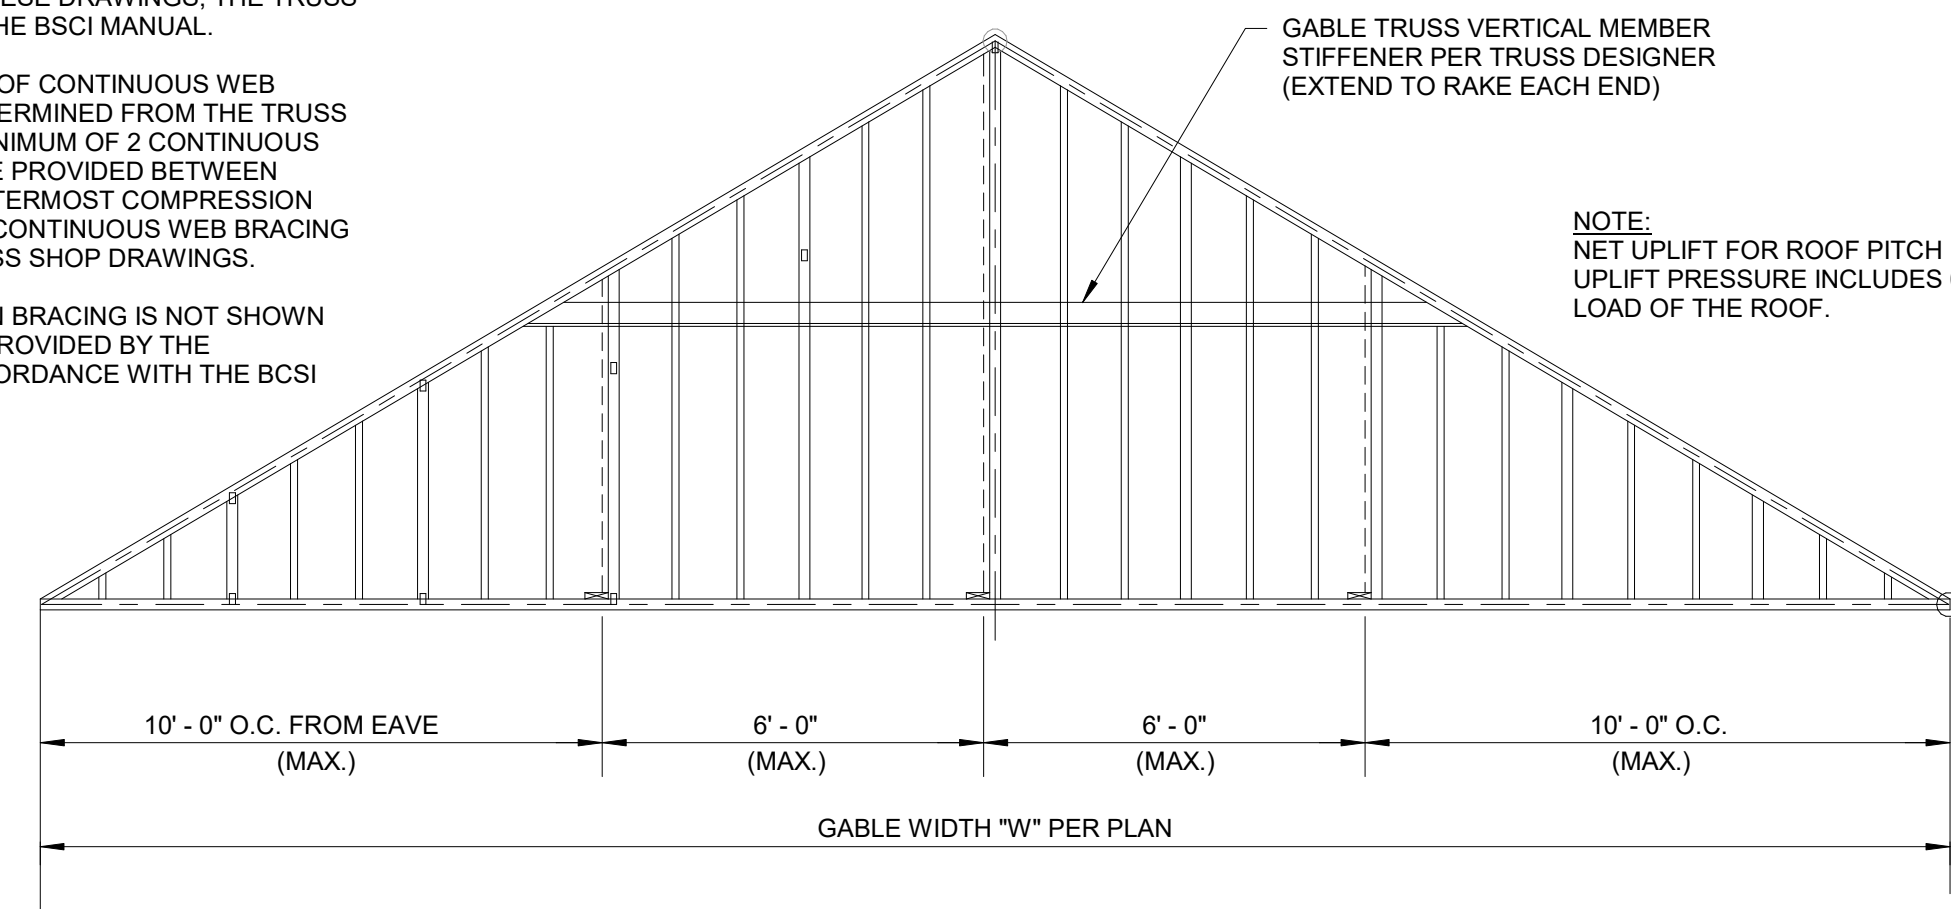 ESE DRAWINGS, THE TRUSS
HE BSCI MANUAL.
OF CONTINUOUS WEB
ERMINED FROM THE TRUSS
NIMUM OF 2 CONTINUOUS
E PROVIDED BETWEEN
TERMOST COMPRESSION
CONTINUOUS WEB BRACING
SS SHOP DRAWINGS.
N BRACING IS NOT SHOWN
ROVIDED BY THE
ORDANCE WITH THE BCSI
GABLE TRUSS VERTICAL MEMBER
STIFFENER PER TRUSS DESIGNER
(EXTEND TO RAKE EACH END)
NOTE:
NET UPLIFT FOR ROOF PITCH
UPLIFT PRESSURE INCLUDES
LOAD OF THE ROOF.
10' - 0" O.C. FROM EAVE
(MAX.)
6' - 0"
(MAX.)
6' - 0"
(MAX.)
10' - 0" O.C.
(MAX.)
GABLE WIDTH "W" PER PLAN